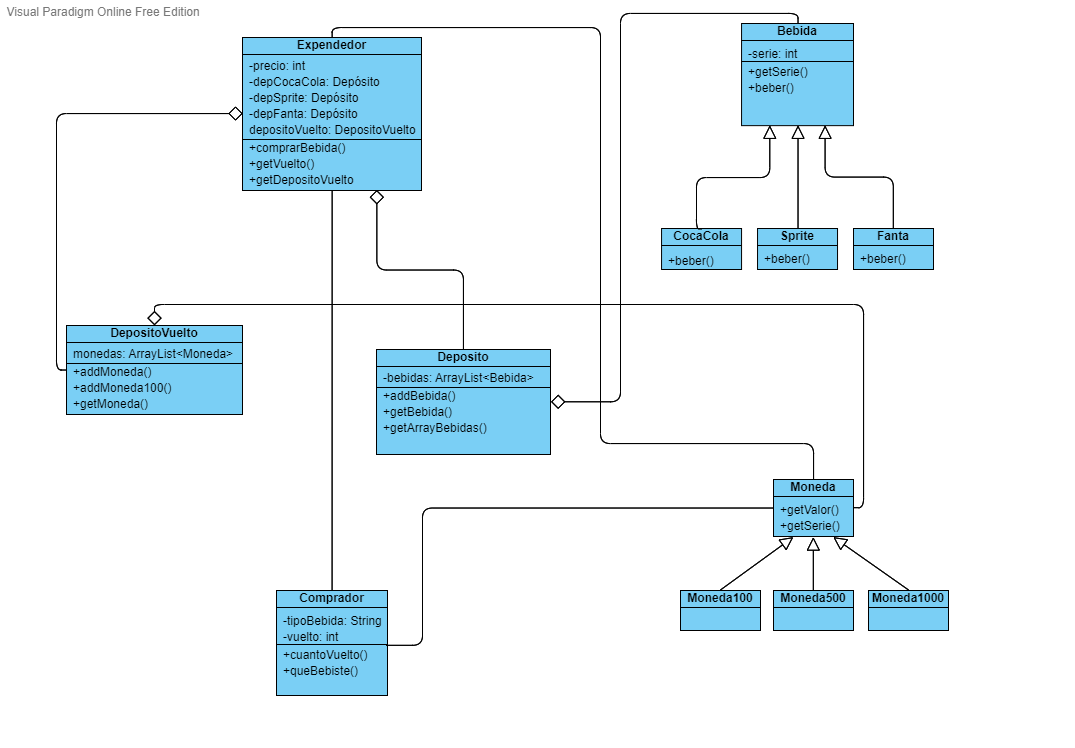 Visual Paradigm Online Free Edition
Expendedor
-precio: int
-depCocaCola: Depósito
-depSprite: Depósito
-depFanta: Depósito
depositoVuelto: DepositoVuelto
+comprarBebida()
+getVuelto()
+getDepositoVuelto
Bebida
-serie: int
+getSerie()
+beber()
CocaCola
+beber()
Sprite
+beber()
Fanta
+beber()
DepositoVuelto
monedas: ArrayList<Moneda>
+addMoneda()
+addMoneda100()
+getMoneda()
Deposito
-bebidas: ArrayList<Bebida>
+addBebida()
+getBebida()
+getArrayBebidas()
Moneda
+getValor()
+getSerie()
Moneda100
Moneda500
Moneda1000
Comprador
-tipoBebida: String
-vuelto: int
+cuantoVuelto()
+queBebiste()